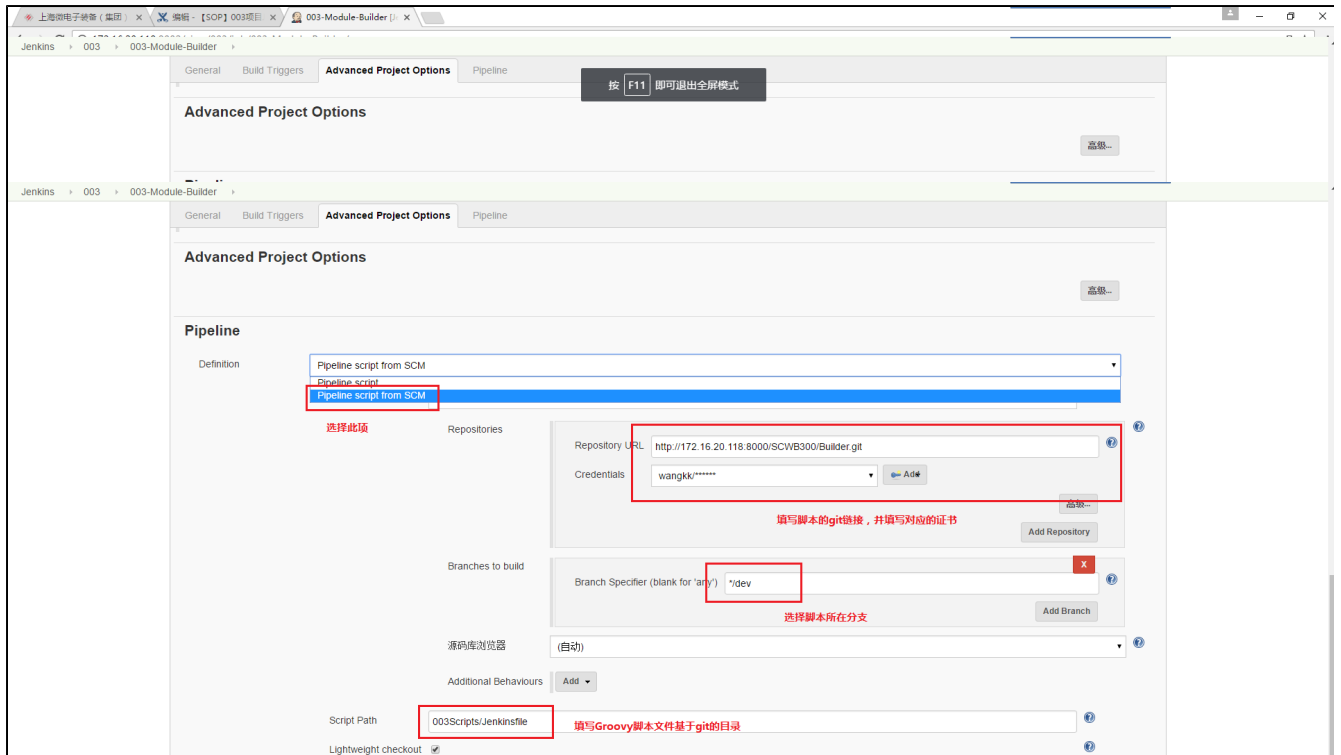 上海微电子装备（集团） ×
编辑 - 【SOP】003项目 ×
003-Module-Builder [J ×
Jenkins 003 003-Module-Builder
General Build Triggers Advanced Project Options Pipeline
按 F11 即可退出全屏模式
Advanced Project Options
高级...
Jenkins 003 003-Module-Builder
General Build Triggers Advanced Project Options Pipeline
Advanced Project Options
高级...
Pipeline
Definition Pipeline script from SCM
Pipeline script
Pipeline script from SCM
选择此项
Repositories
Repository URL http://172.16.20.118:8000/SCWB300/Builder.git
Credentials wangkk/****** Add
高级...
填写脚本的git链接，并填写对应的证书
Add Repository
Branches to build X
Branch Specifier (blank for 'any') */dev
选择脚本所在分支 Add Branch
源码库浏览器 (自动)
Additional Behaviours Add
Script Path 003Scripts/Jenkinsfile 填写Groovy脚本文件基于git的目录
Lightweight checkout